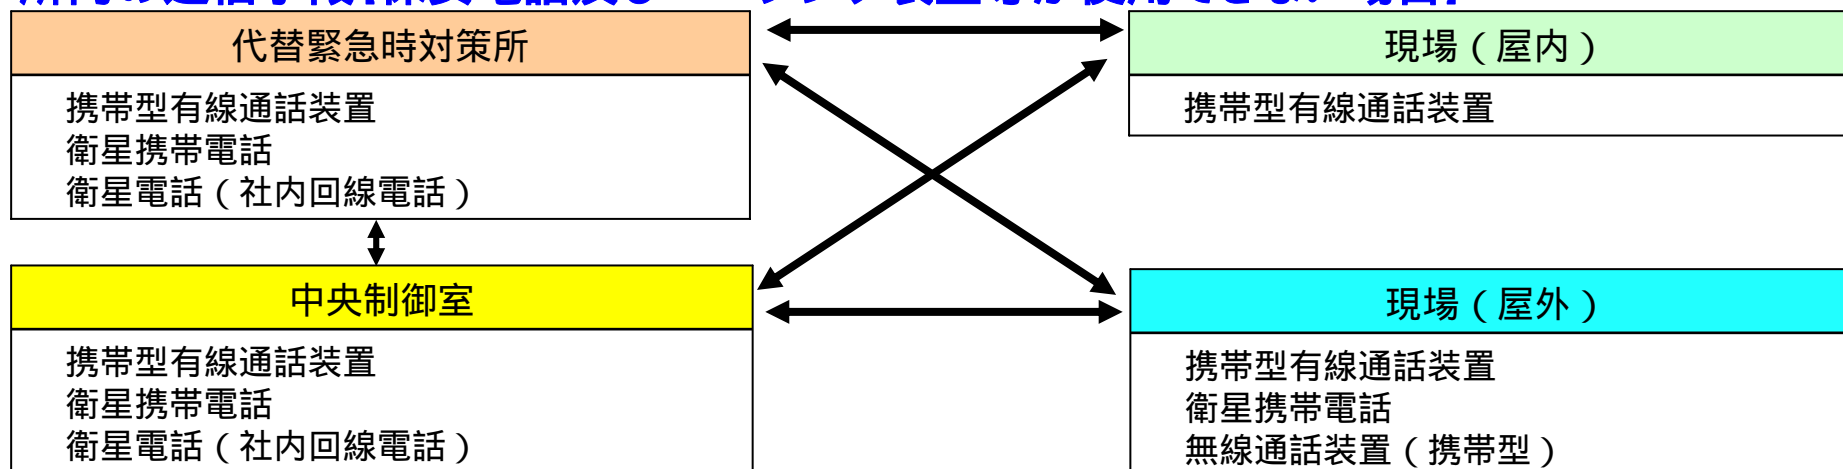 代替緊急時対策所
携帯型有線通話装置
衛星携帯電話
衛星電話（社内回線電話）
現場（屋内）
携帯型有線通話装置
中央制御室
携帯型有線通話装置
衛星携帯電話
衛星電話（社内回線電話）
現場（屋外）
携帯型有線通話装置
衛星携帯電話
無線通話装置（携帯型）